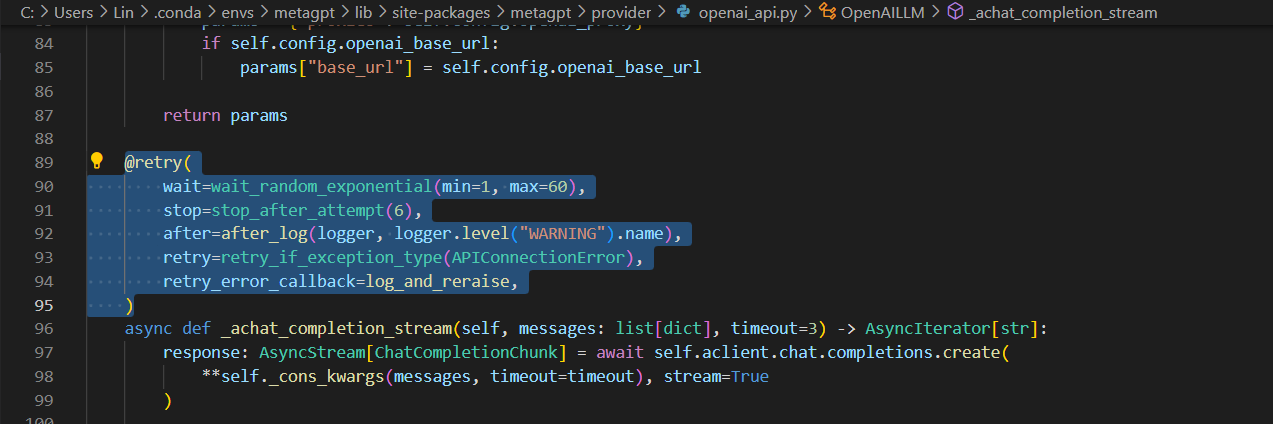 C: > Users > Lin > .conda > envs > metagpt > lib > site-packages > metagpt > provider > openai_api.py > OpenAILLM > _achat_completion_stream
84 if self.config.openai_base_url:
85 params["base_url"] = self.config.openai_base_url
86
87 return params
88
89 @retry(
90 wait=wait_random_exponential(min=1, max=60),
91 stop=stop_after_attempt(6),
92 after=after_log(logger, logger.level("WARNING").name),
93 retry=retry_if_exception_type(APIConnectionError),
94 retry_error_callback=log_and_reraise,
95 )
96 async def _achat_completion_stream(self, messages: list[dict], timeout=3) -> AsyncIterator[str]:
97 response: AsyncStream[ChatCompletionChunk] = await self.aclient.chat.completions.create(
98 **self._cons_kwargs(messages, timeout=timeout), stream=True
99 )
100